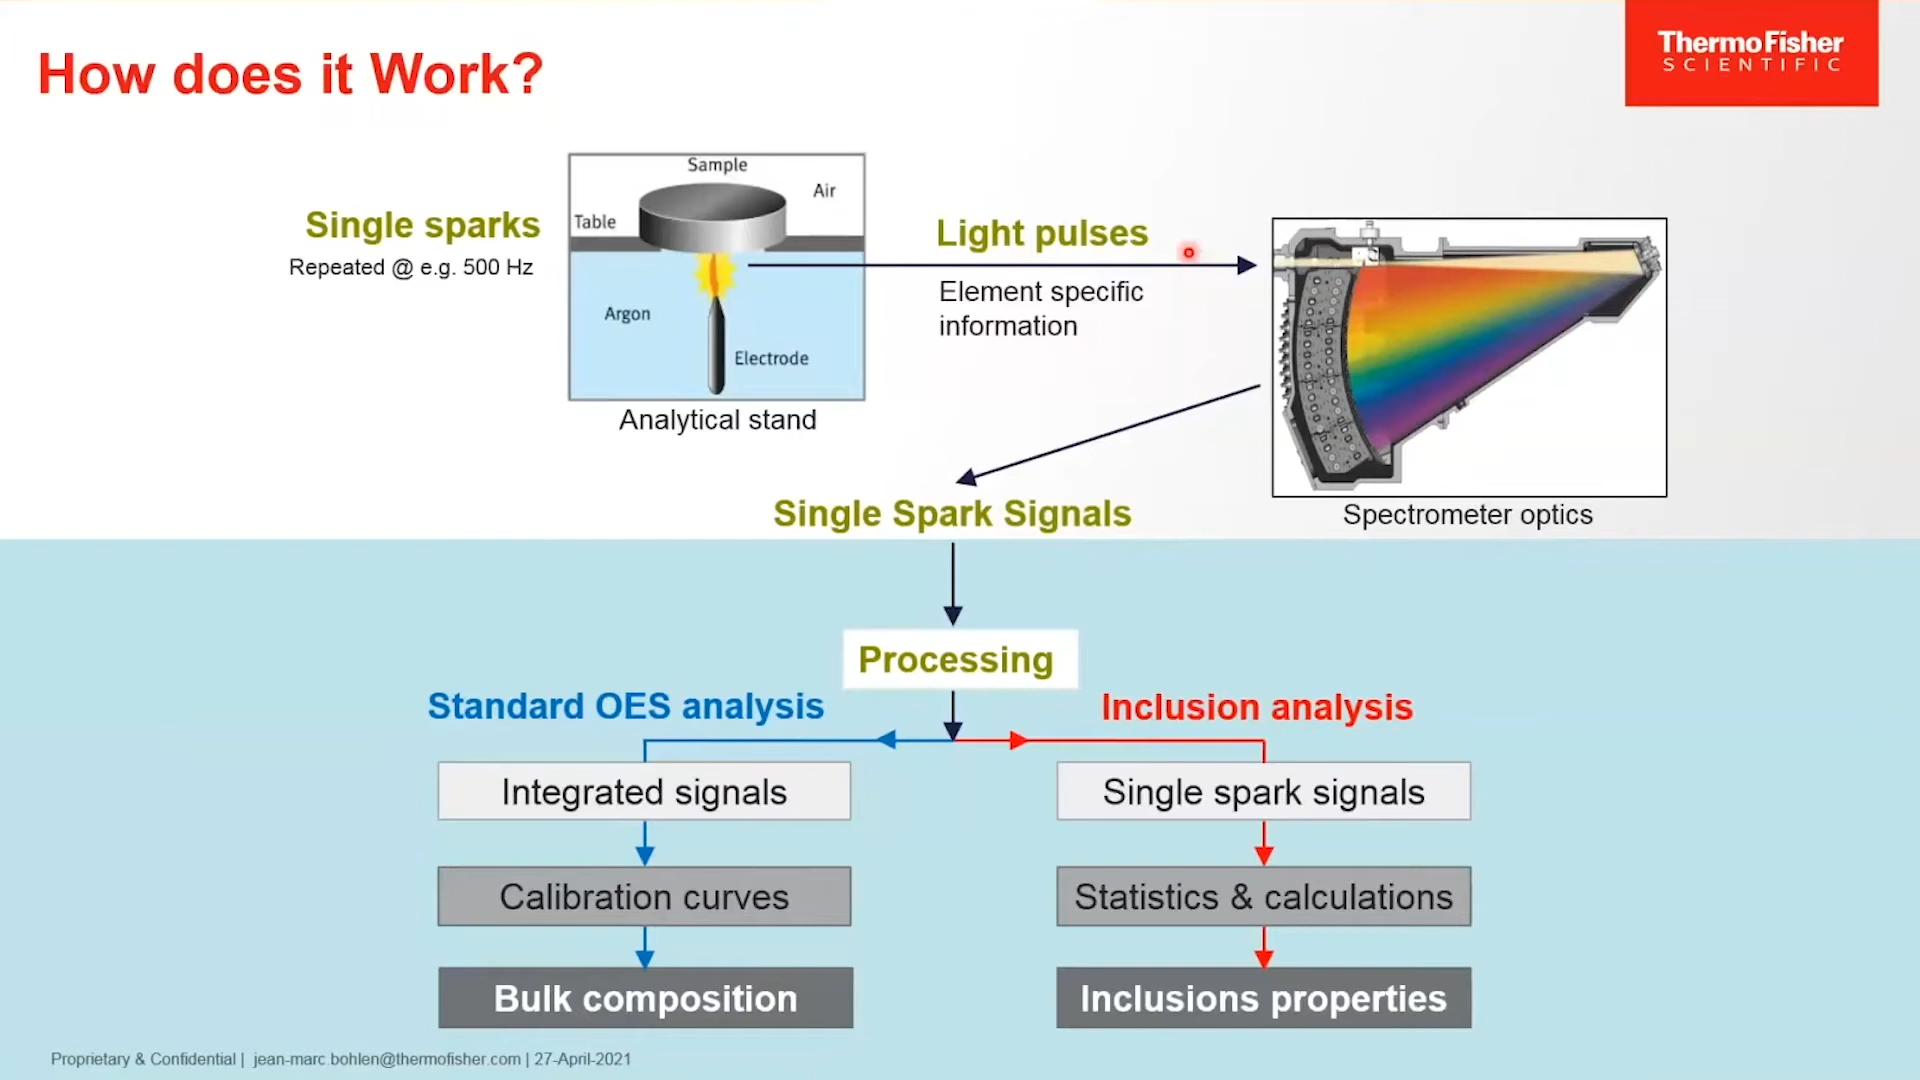 How does it Work?
ThermoFisher
SCIENTIFIC
Sample
Air
Table
Single sparks
Repeated @ e.g. 500 Hz
Argon
Electrode
Analytical stand
Light pulses
Element specific
information
Spectrometer optics
Single Spark Signals
Processing
Standard OES analysis
Inclusion analysis
Integrated signals
Single spark signals
Calibration curves
Statistics & calculations
Bulk composition
Inclusions properties
Proprietary & Confidential | jean-marc.bohlen@thermofisher.com | 27-April-2021